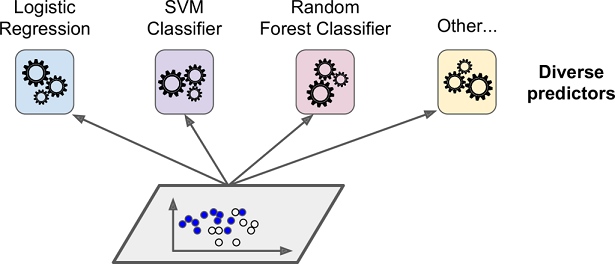 Logistic
Regression
SVM
Classifier
Random
Forest Classifier
Other...
Diverse
predictors